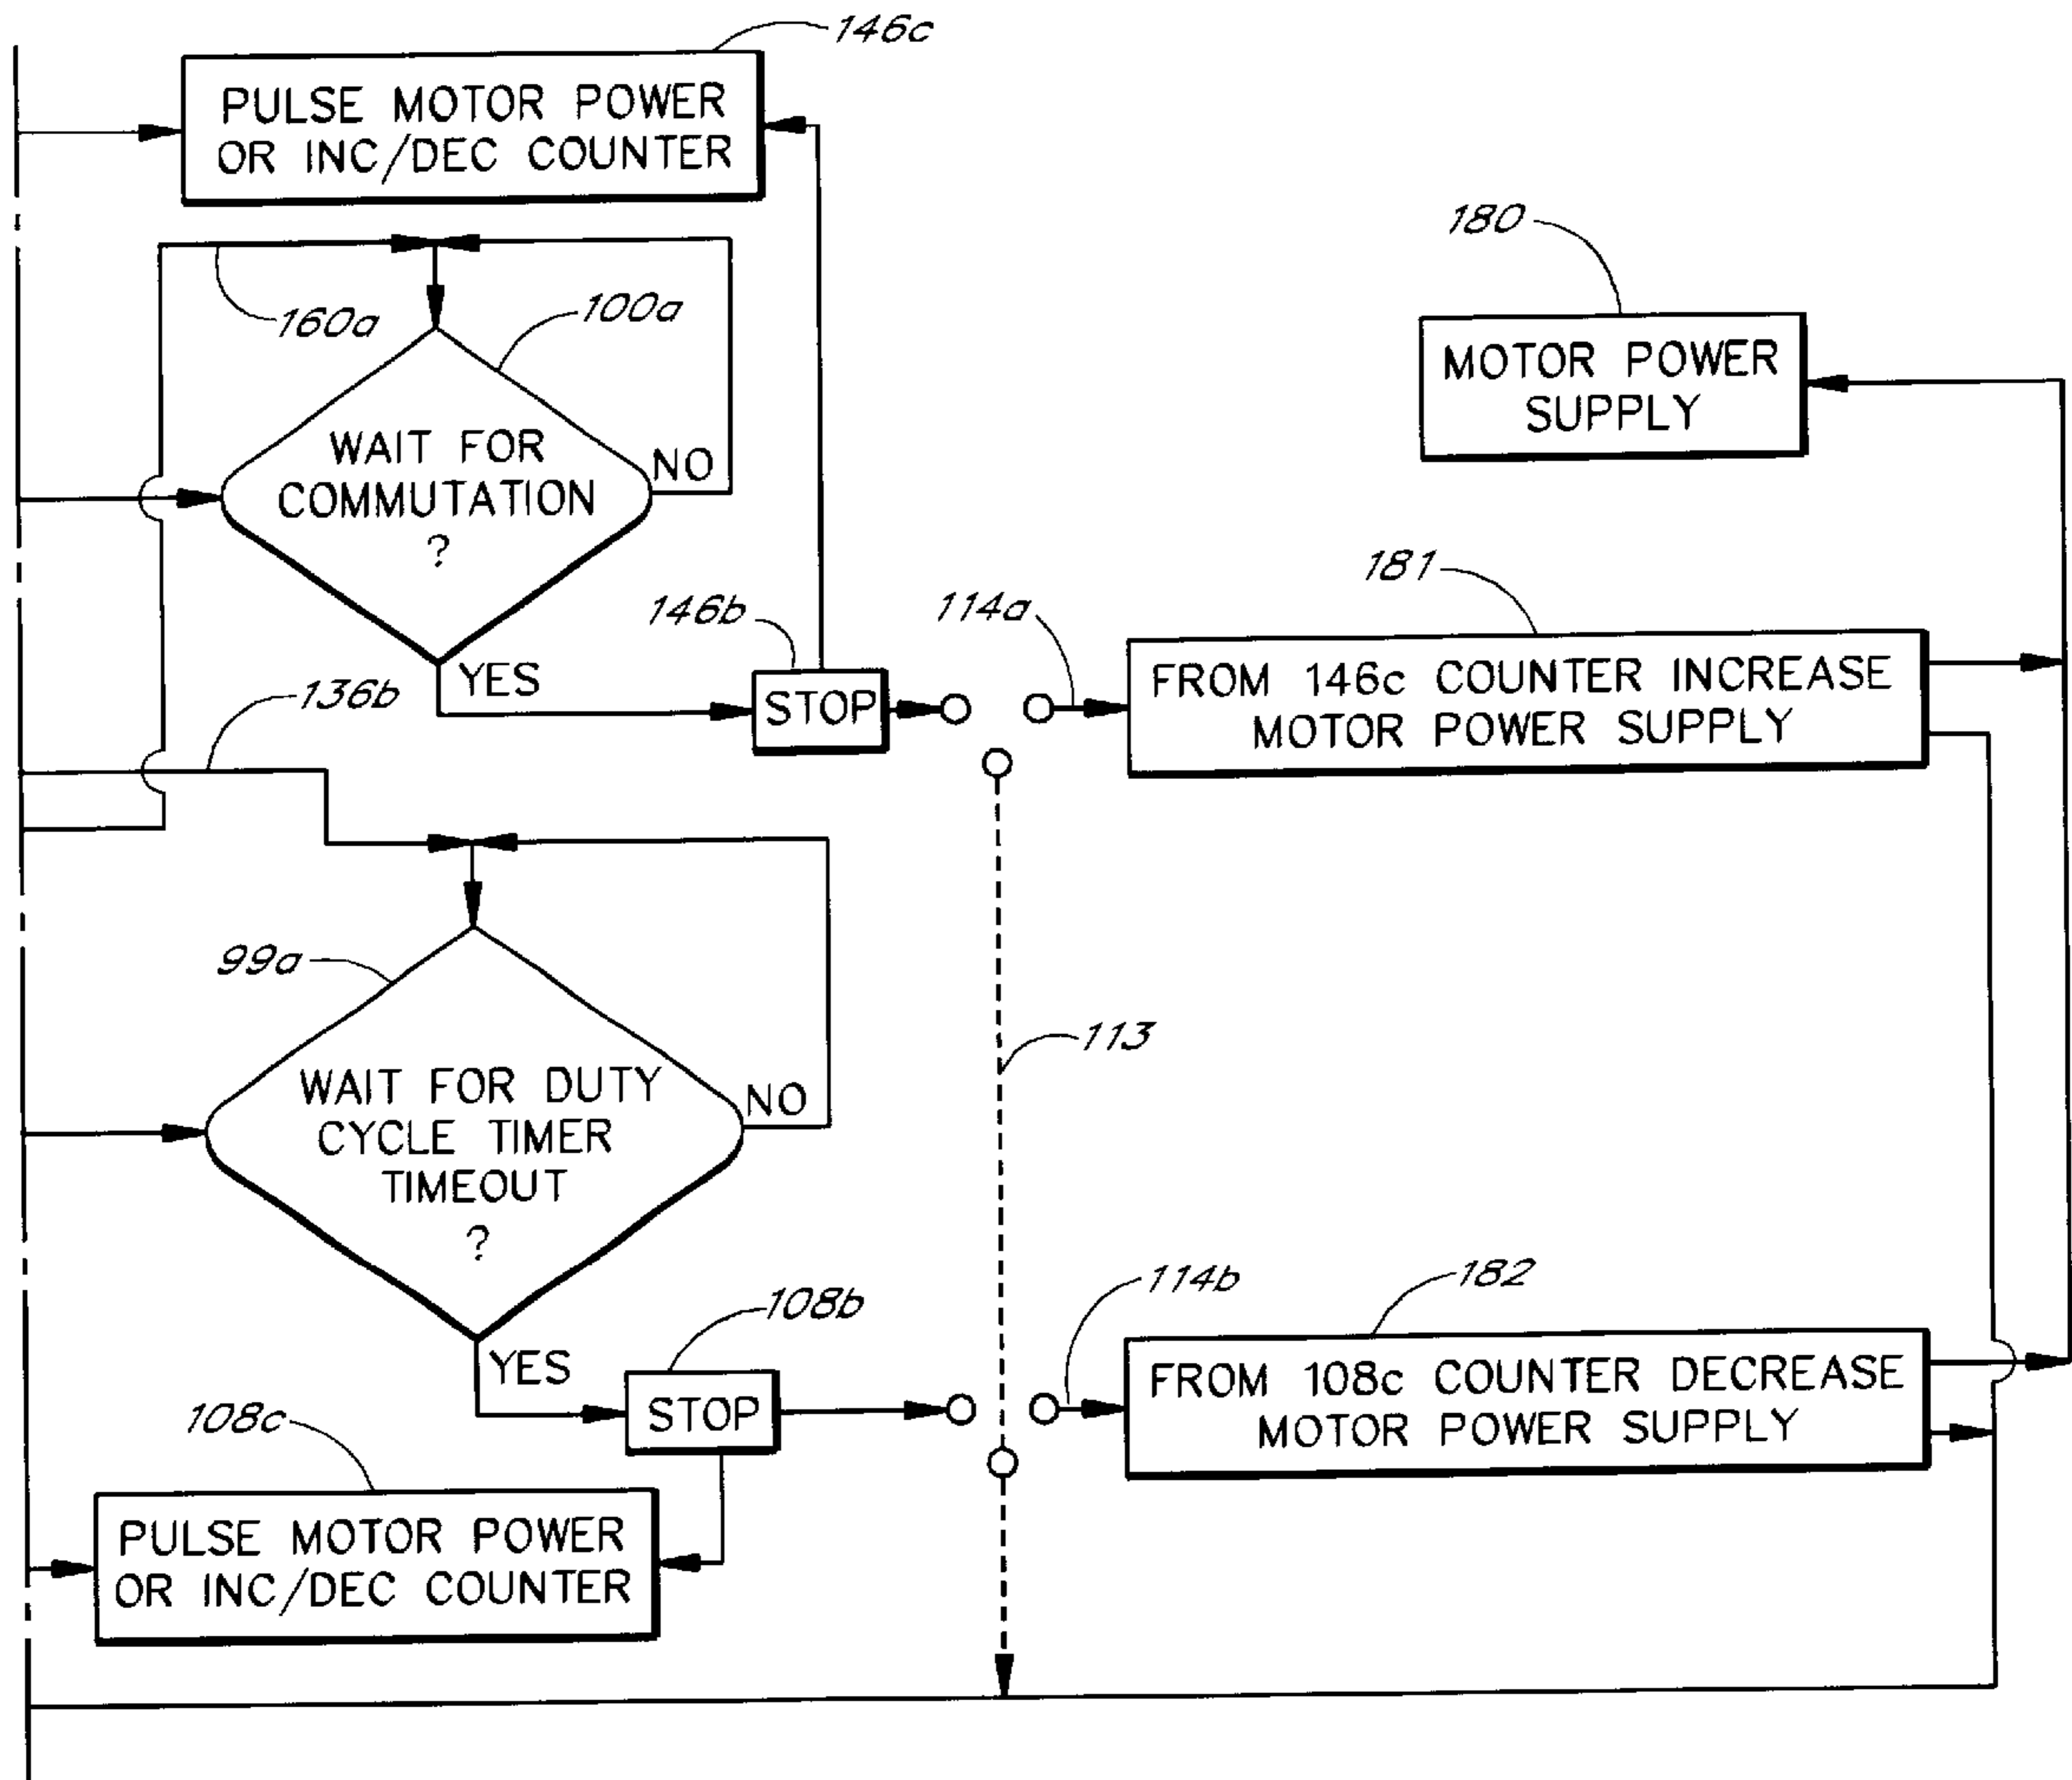 146c
PULSE MOTOR POWER
OR INC/DEC COUNTER
180
160a
100a
MOTOR POWER
SUPPLY
WAIT FOR
COMMUTATION
?
NO
181
146b
114a
YES
136b
STOP
FROM 146c COUNTER INCREASE
MOTOR POWER SUPPLY
99a
113
WAIT FOR DUTY
CYCLE TIMER
TIMEOUT
?
NO
108b
114b
182
YES
STOP
FROM 108c COUNTER DECREASE
MOTOR POWER SUPPLY
108c
PULSE MOTOR POWER
OR INC/DEC COUNTER